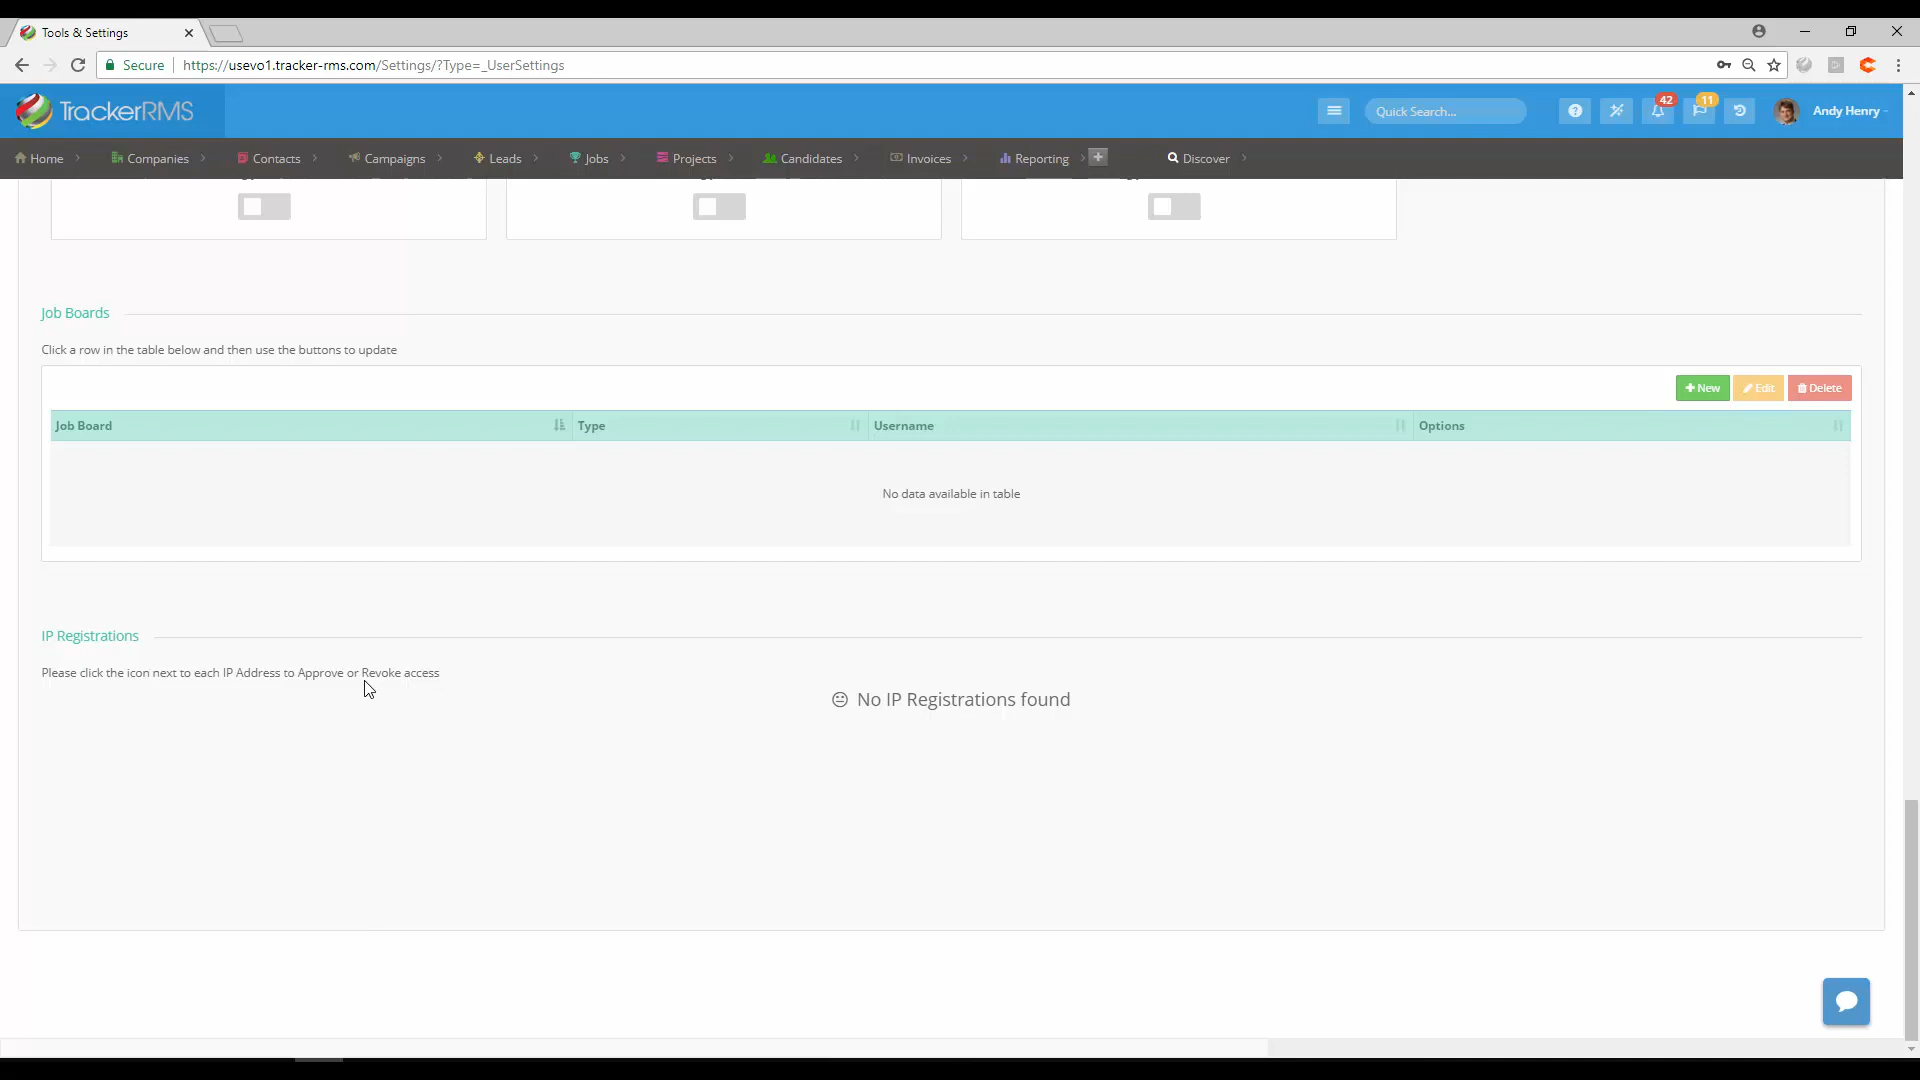 Tools & Settings
Secure https://usevo1.tracker-rms.com/Settings/?Type=_UserSettings
TrackerRMS
Quick Search...
42
11
Andy Henry
Home
Companies
Contacts
Campaigns
Leads
Jobs
Projects
Candidates
Invoices
Reporting
Discover
Job Boards
Click a row in the table below and then use the buttons to update
New
Edit
Delete
Job Board
Type
Username
Options
No data available in table
IP Registrations
Please click the icon next to each IP Address to Approve or Revoke access
No IP Registrations found